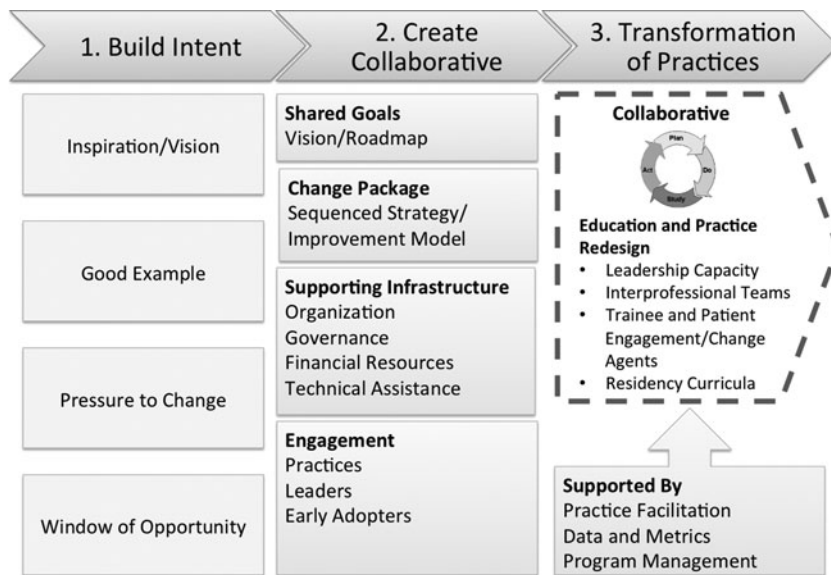 1. Build Intent
2. Create
Collaborative
3. Transformation
of Practices
Inspiration/Vision
Good Example
Pressure to Change
Window of Opportunity
Shared Goals
Vision/Roadmap
Change Package
Sequenced Strategy/
Improvement Model
Supporting Infrastructure
Organization
Governance
Financial Resources
Technical Assistance
Engagement
Practices
Leaders
Early Adopters
Collaborative
Plan
Do
Study
Act
Education and Practice
Redesign
• Leadership Capacity
• Interprofessional Teams
• Trainee and Patient
Engagement/Change
Agents
• Residency Curricula
Supported By
Practice Facilitation
Data and Metrics
Program Management